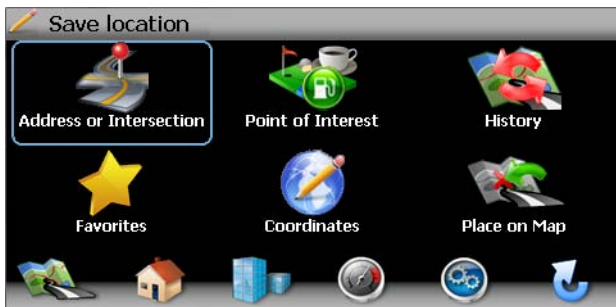 Save location
Address or Intersection
Point of Interest
History
Favorites
Coordinates
Place on Map